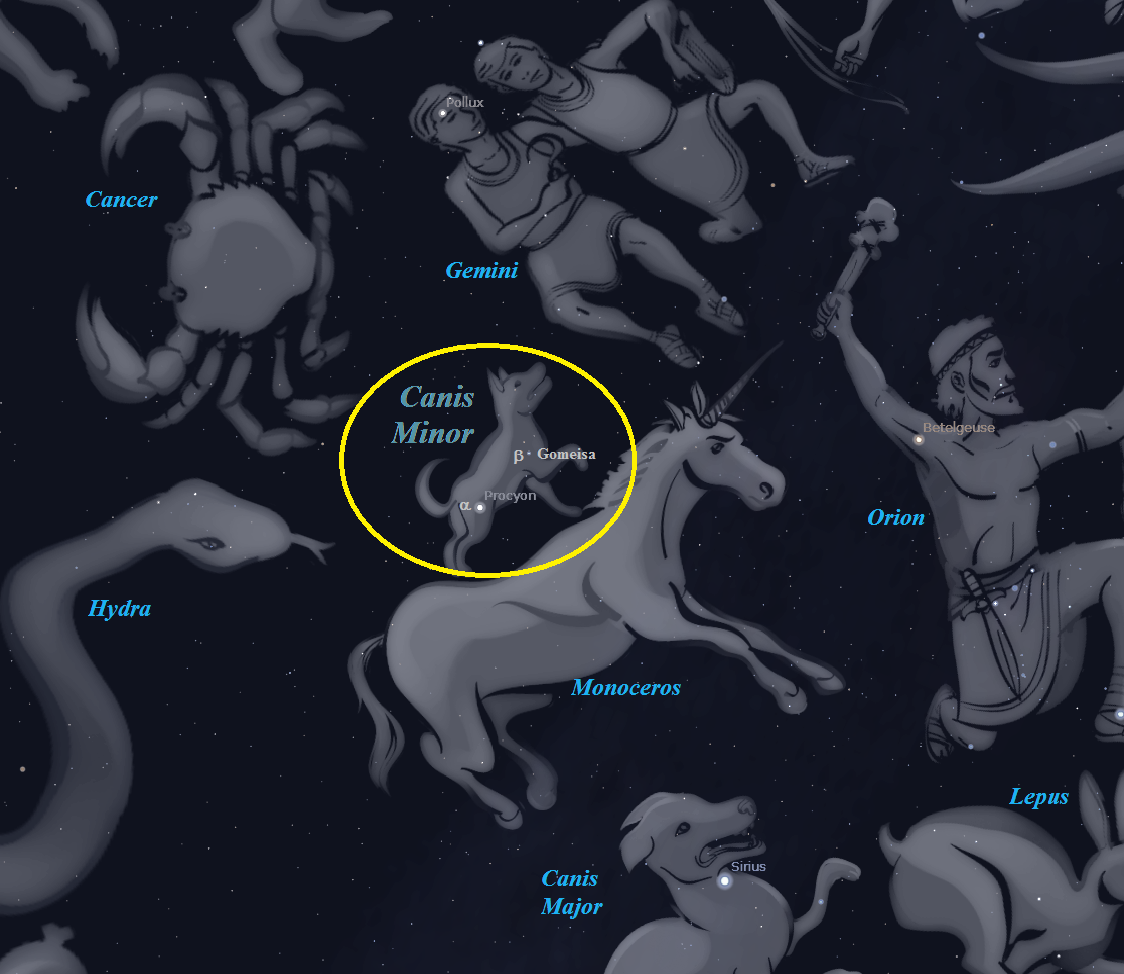 Pollux
Cancer
Gemini
Canis
Minor
Betelgeuse
β Gomeisa
α Procyon
Orion
Hydra
Monoceros
Lepus
Sirius
Canis
Major